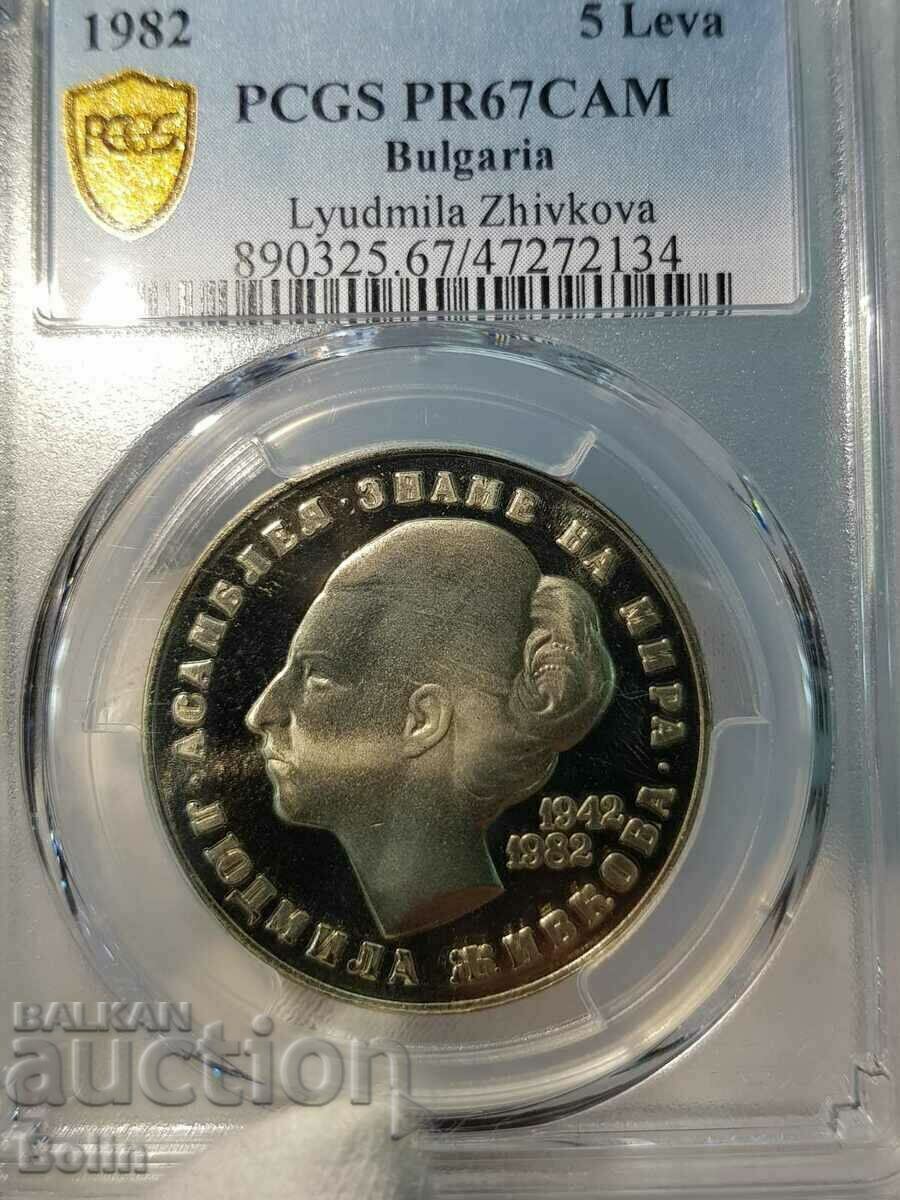 1982 5 Leva
PCGS PR67CAM
PCGS
Bulgaria
Lyudmila Zhivkova
890325.67/47272134
АСАМБЛЕЯ · ЗНАМЕ НА МИРА ·
ЛЮДМИЛА ЖИВКОВА ·
1942
1982
BALKAN
auction
Bolin